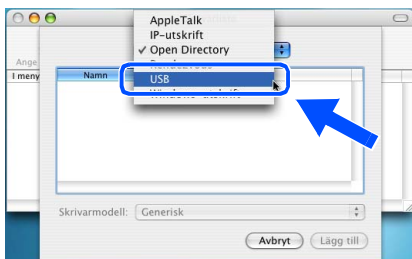 AppleTalk
IP-utskrift
✓ Open Directory
USB
Ange
I meny
Namn
Skrivarmodell: Generisk
Avbryt
Lägg till